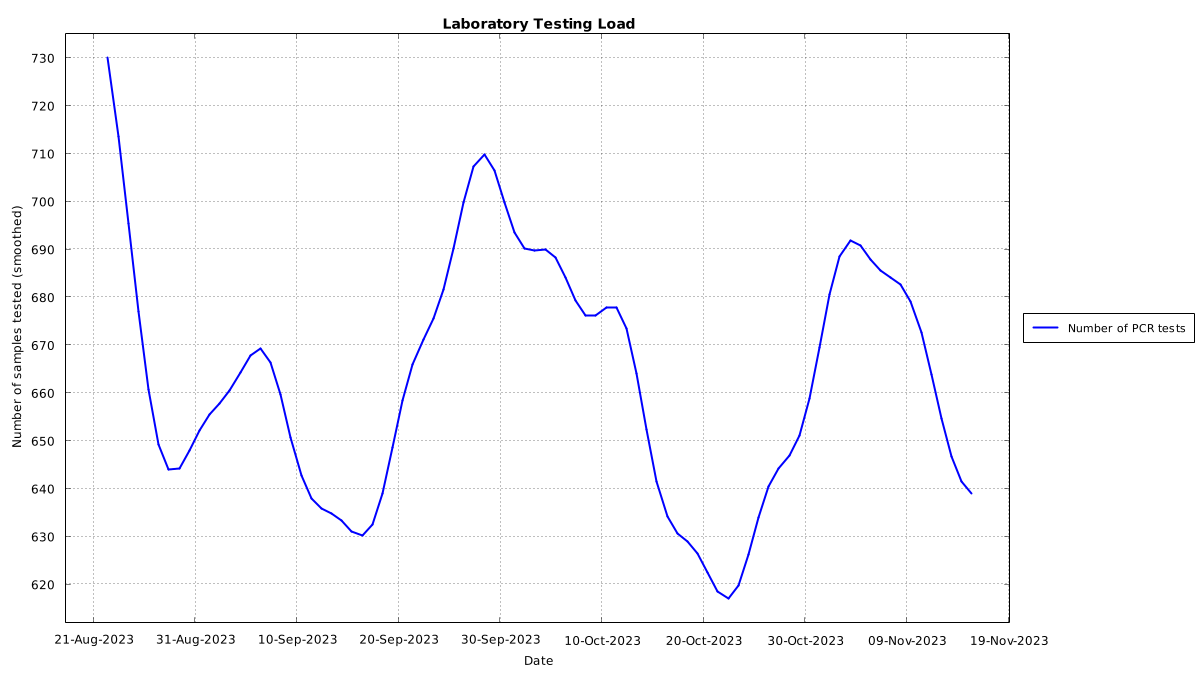 Laboratory Testing Load
Number of samples tested (smoothed)
730
720
710
700
690
680
670
660
650
640
630
620
21-Aug-2023
31-Aug-2023
10-Sep-2023
20-Sep-2023
30-Sep-2023
10-Oct-2023
20-Oct-2023
30-Oct-2023
09-Nov-2023
19-Nov-2023
Date
Number of PCR tests